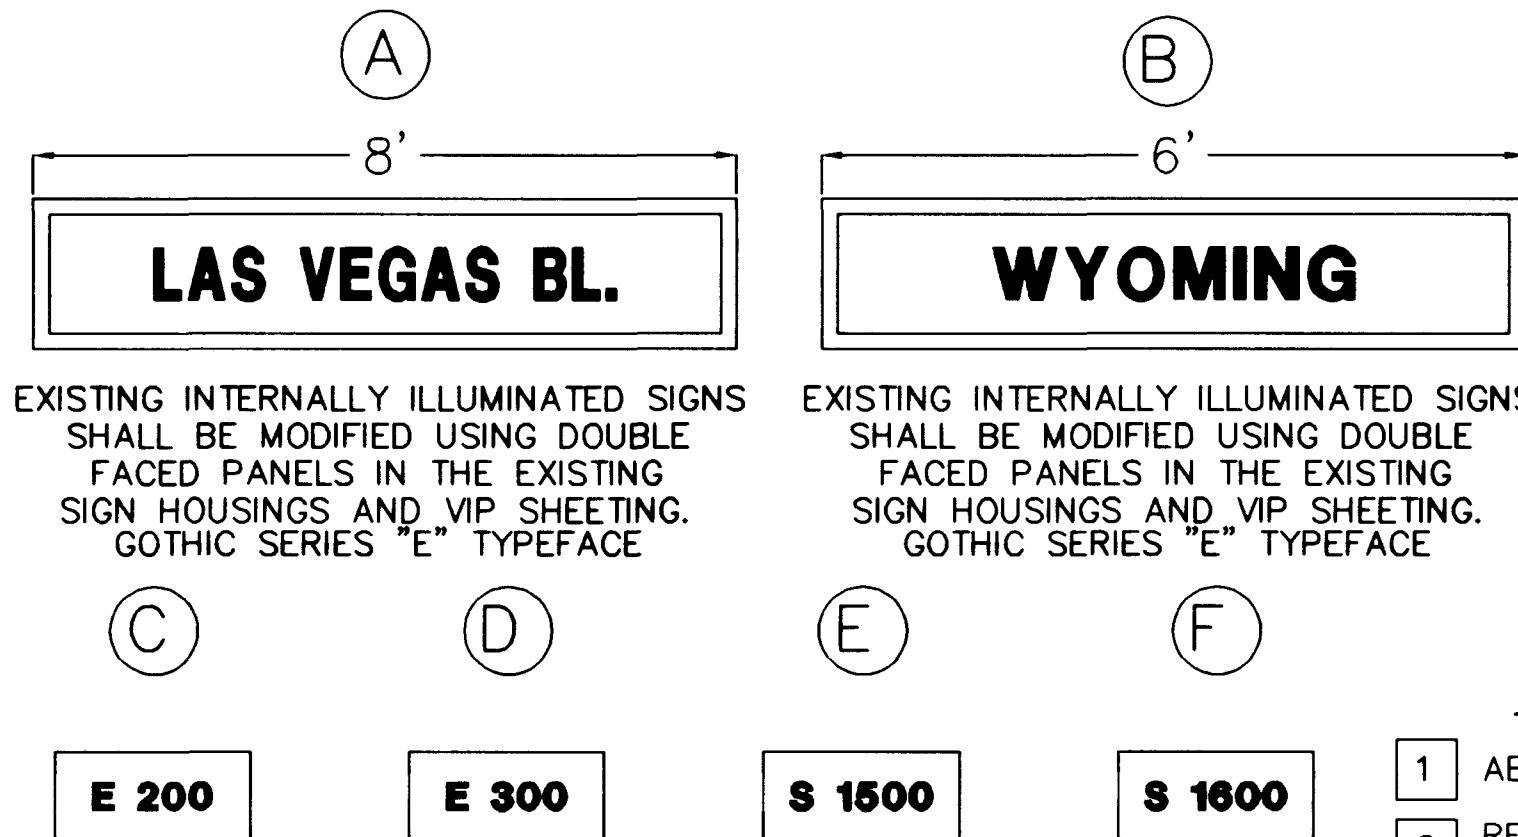 A
8'
LAS VEGAS BL.
EXISTING INTERNALLY ILLUMINATED SIGNS
SHALL BE MODIFIED USING DOUBLE
FACED PANELS IN THE EXISTING
SIGN HOUSINGS AND VIP SHEETING.
GOTHIC SERIES "E" TYPEFACE
B
6'
WYOMING
EXISTING INTERNALLY ILLUMINATED SIGNS
SHALL BE MODIFIED USING DOUBLE
FACED PANELS IN THE EXISTING
SIGN HOUSINGS AND VIP SHEETING.
GOTHIC SERIES "E" TYPEFACE
C
E 200
D
E 300
E
S 1500
F
S 1600
1